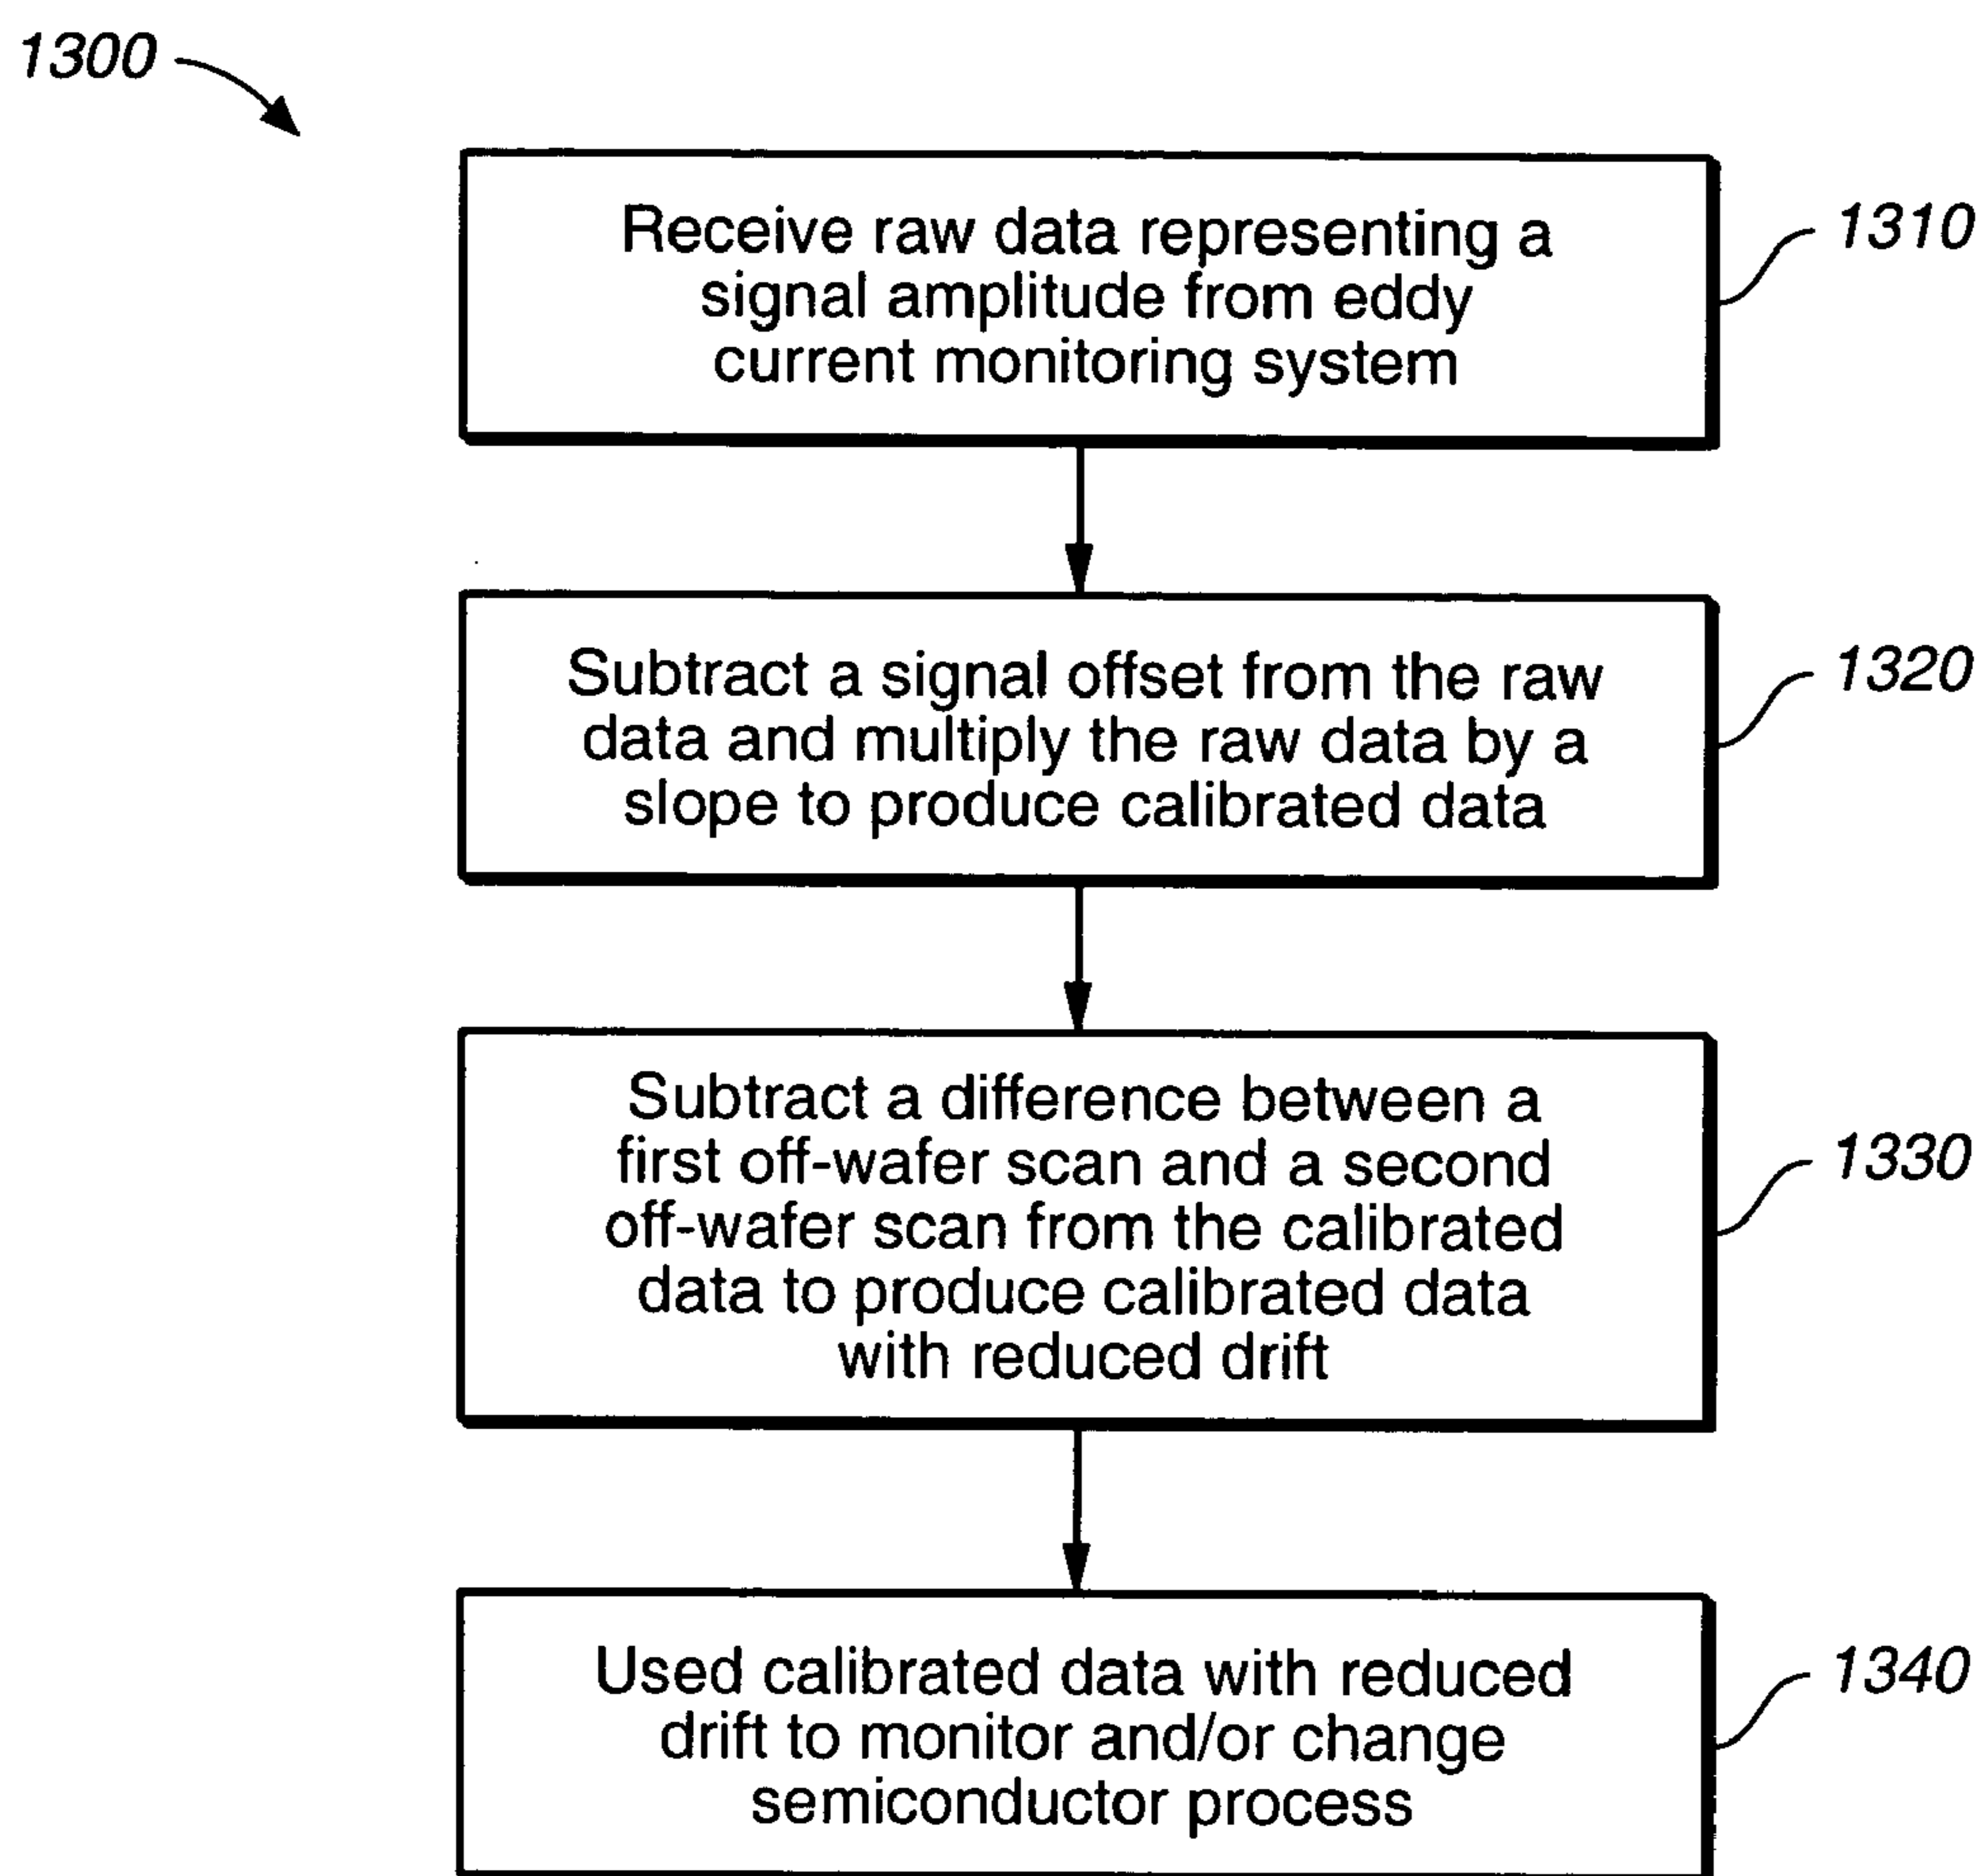 1300
Receive raw data representing a
signal amplitude from eddy
current monitoring system
1310
Subtract a signal offset from the raw
data and multiply the raw data by a
slope to produce calibrated data
1320
Subtract a difference between a
first off-wafer scan and a second
off-wafer scan from the calibrated
data to produce calibrated data
with reduced drift
1330
Used calibrated data with reduced
drift to monitor and/or change
semiconductor process
1340